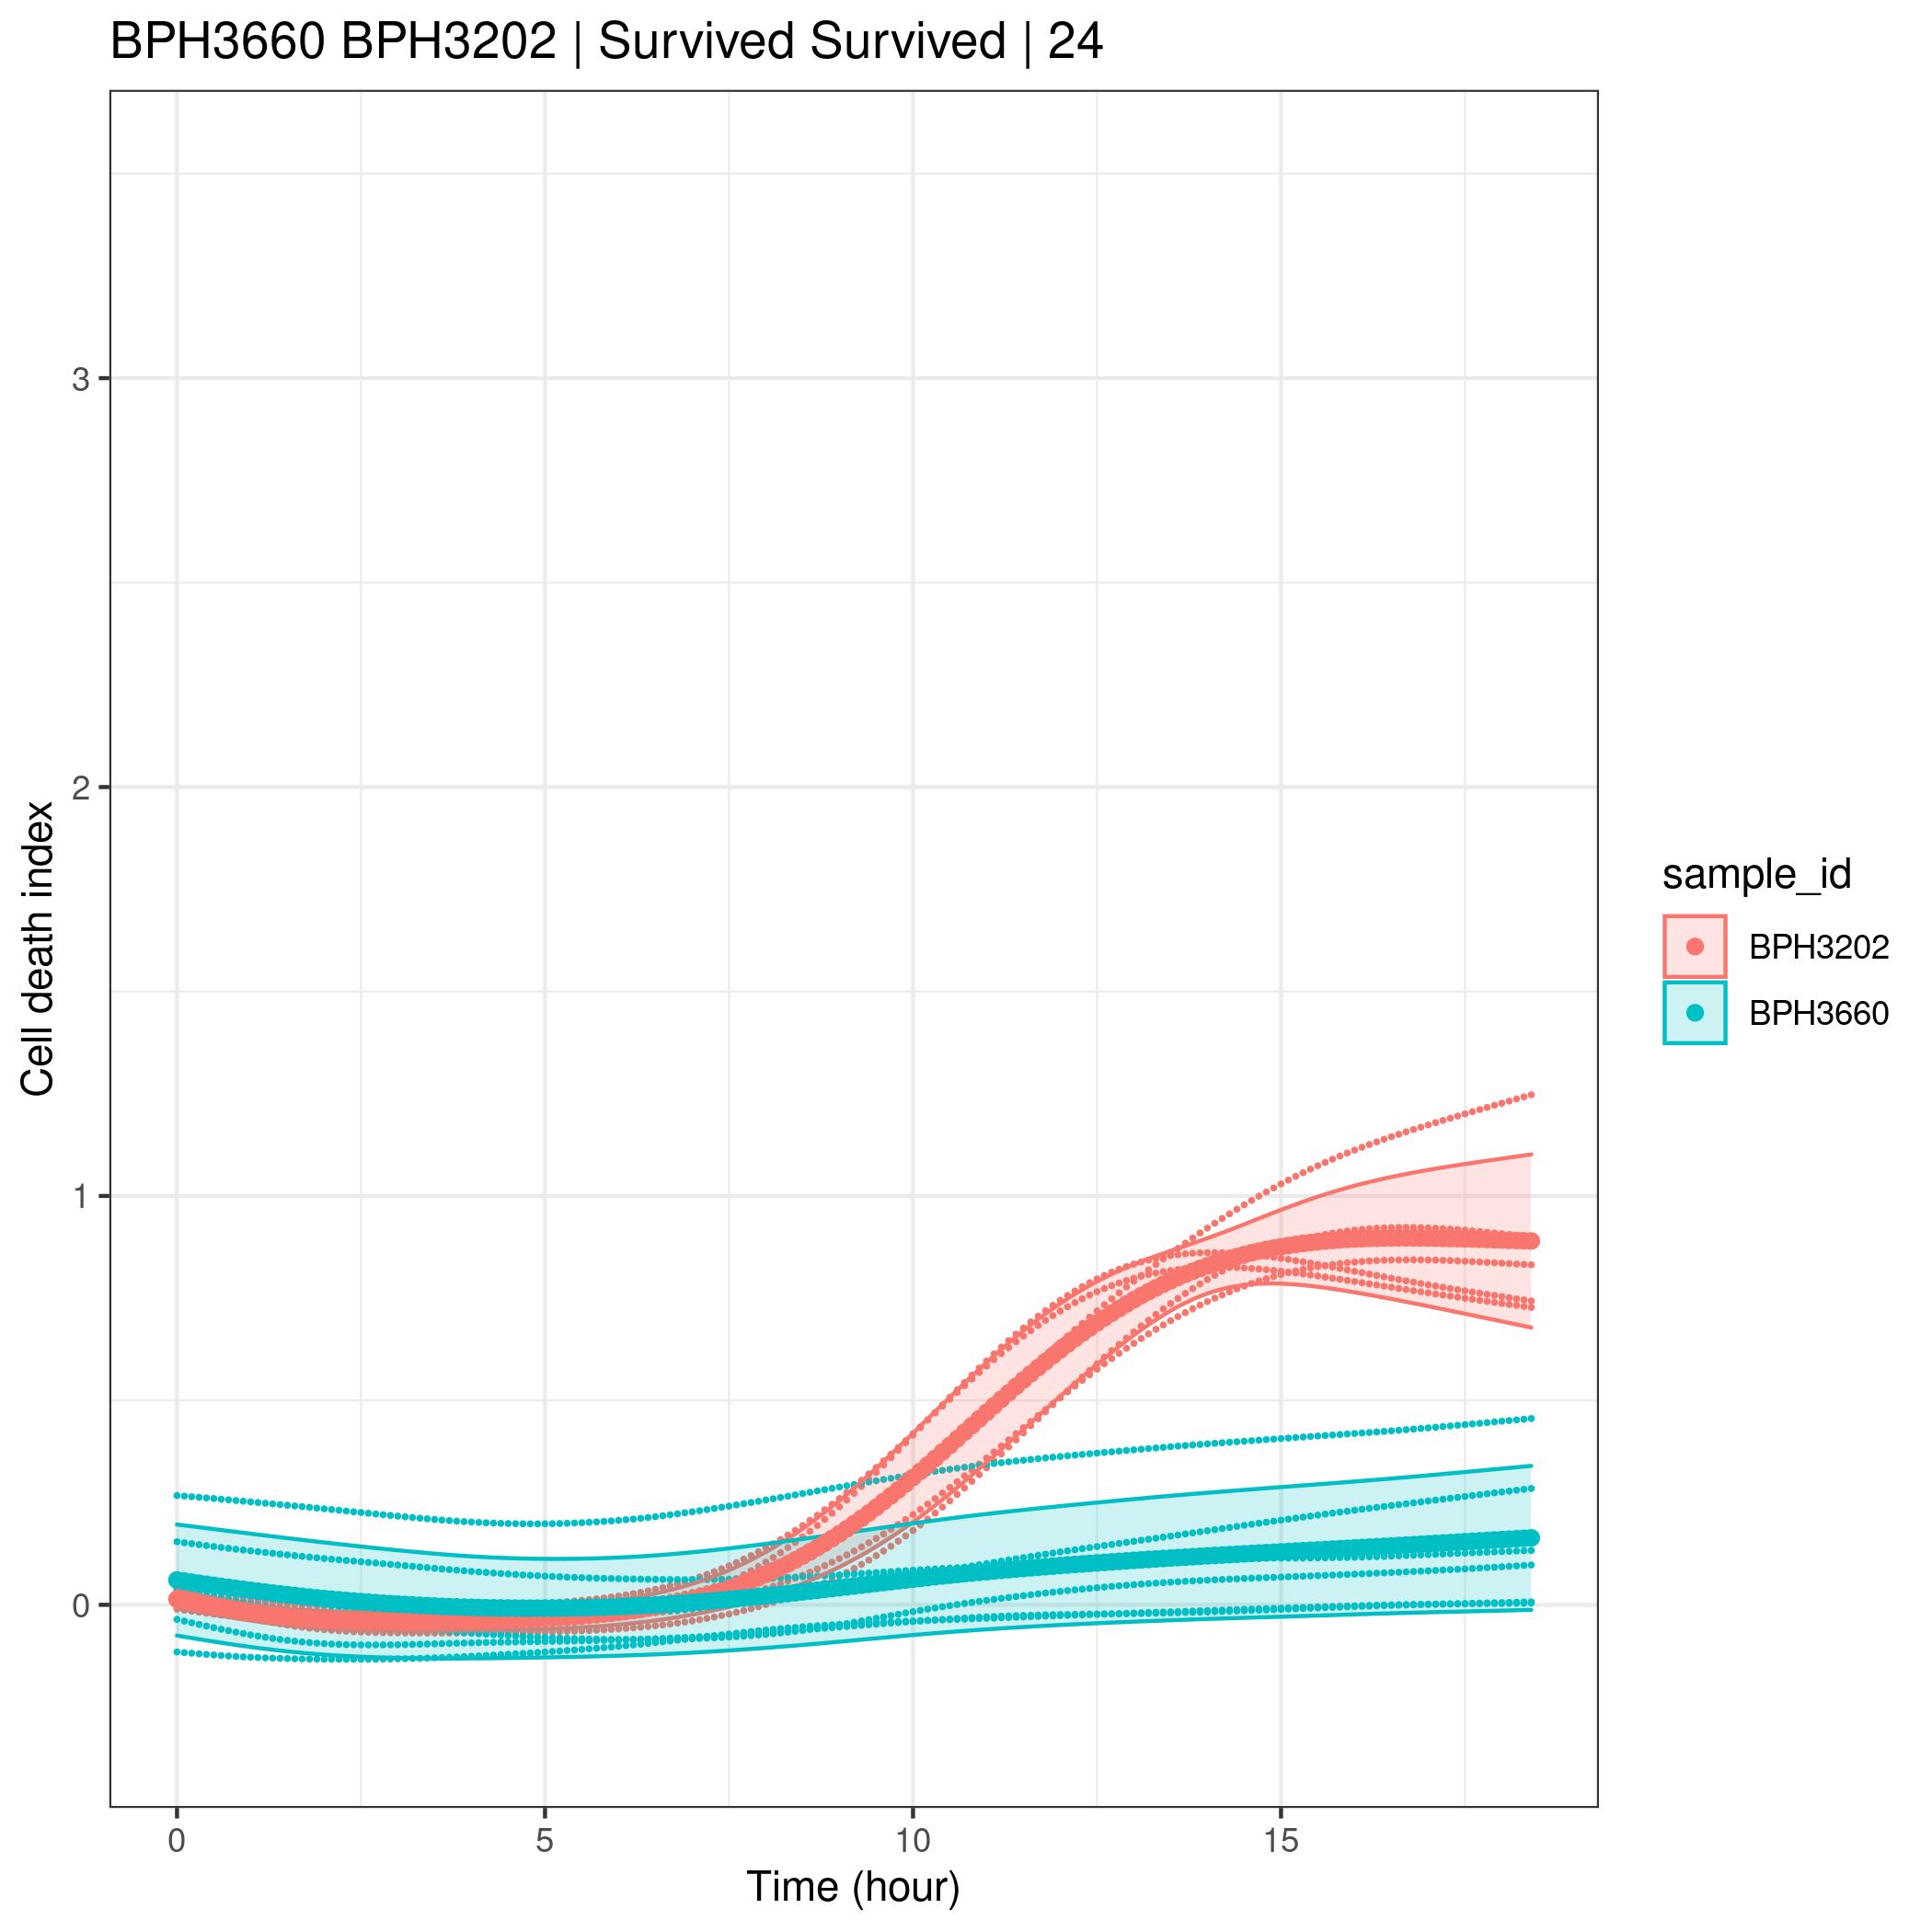 BPH3660 BPH3202 | Survived Survived | 24
3
2
1
0
Cell death index
0 5 10 15
Time (hour)
sample_id
BPH3202
BPH3660